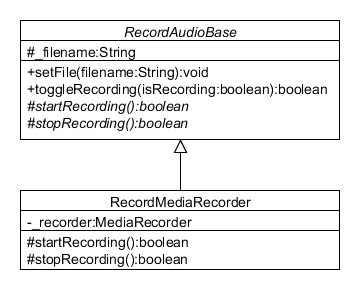 RecordAudioBase
#_filename:String
+setFile(filename:String):void
+toggleRecording(isRecording:boolean):boolean
#startRecording():boolean
#stopRecording():boolean
RecordMediaRecorder
-_recorder:MediaRecorder
#startRecording():boolean
#stopRecording():boolean